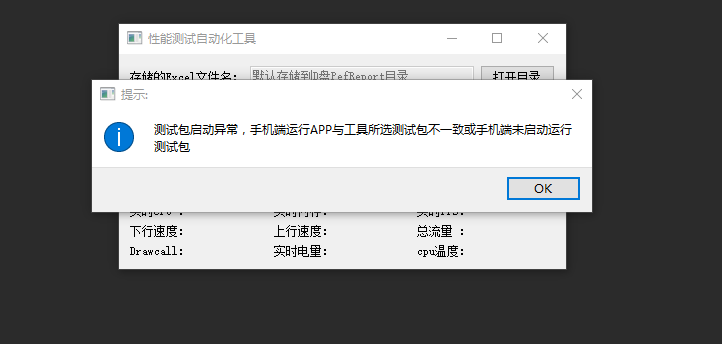 性能测试自动化工具
存储的Excel文件名:
默认存储到D盘PefReport目录
打开目录
提示:
测试包启动异常，手机端运行APP与工具所选测试包不一致或手机端未启动运行
测试包
OK
下行速度:
上行速度:
总流量 :
Drawcall:
实时电量:
cpu温度: